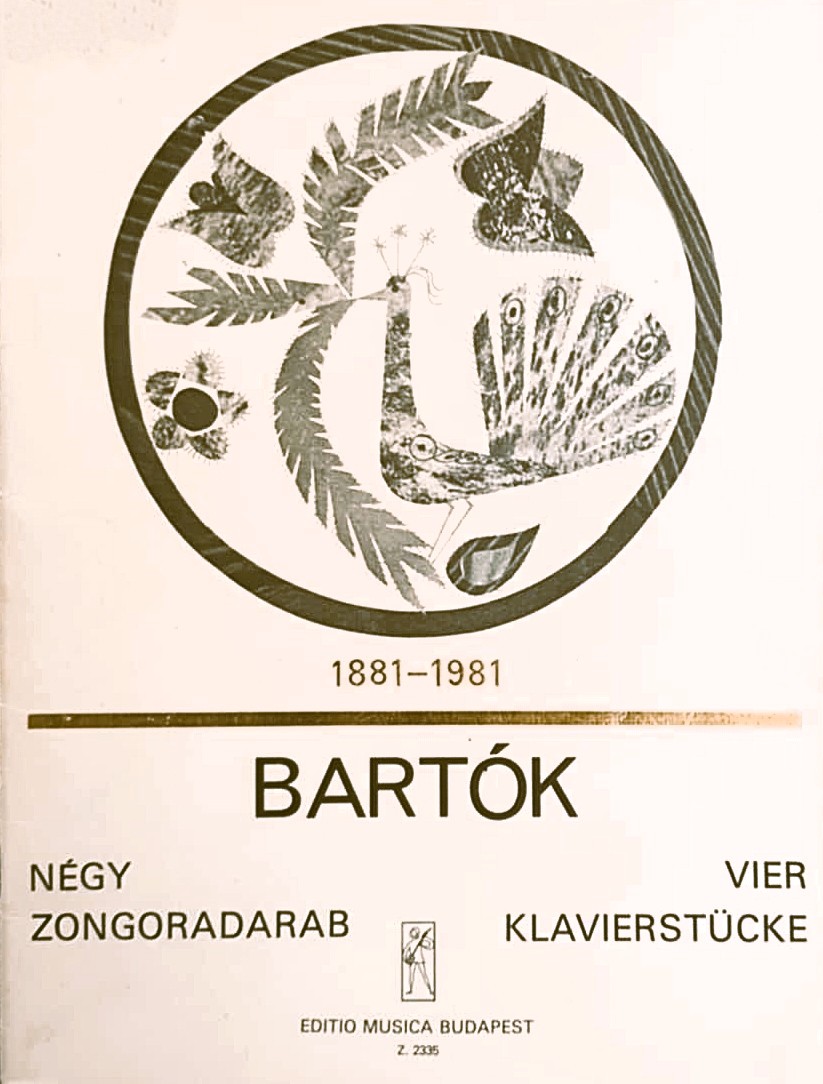 1881–1981
BARTÓK
NÉGY
ZONGORADARAB
VIER
KLAVIERSTÜCKE
EDITIO MUSICA BUDAPEST
Z. 2335